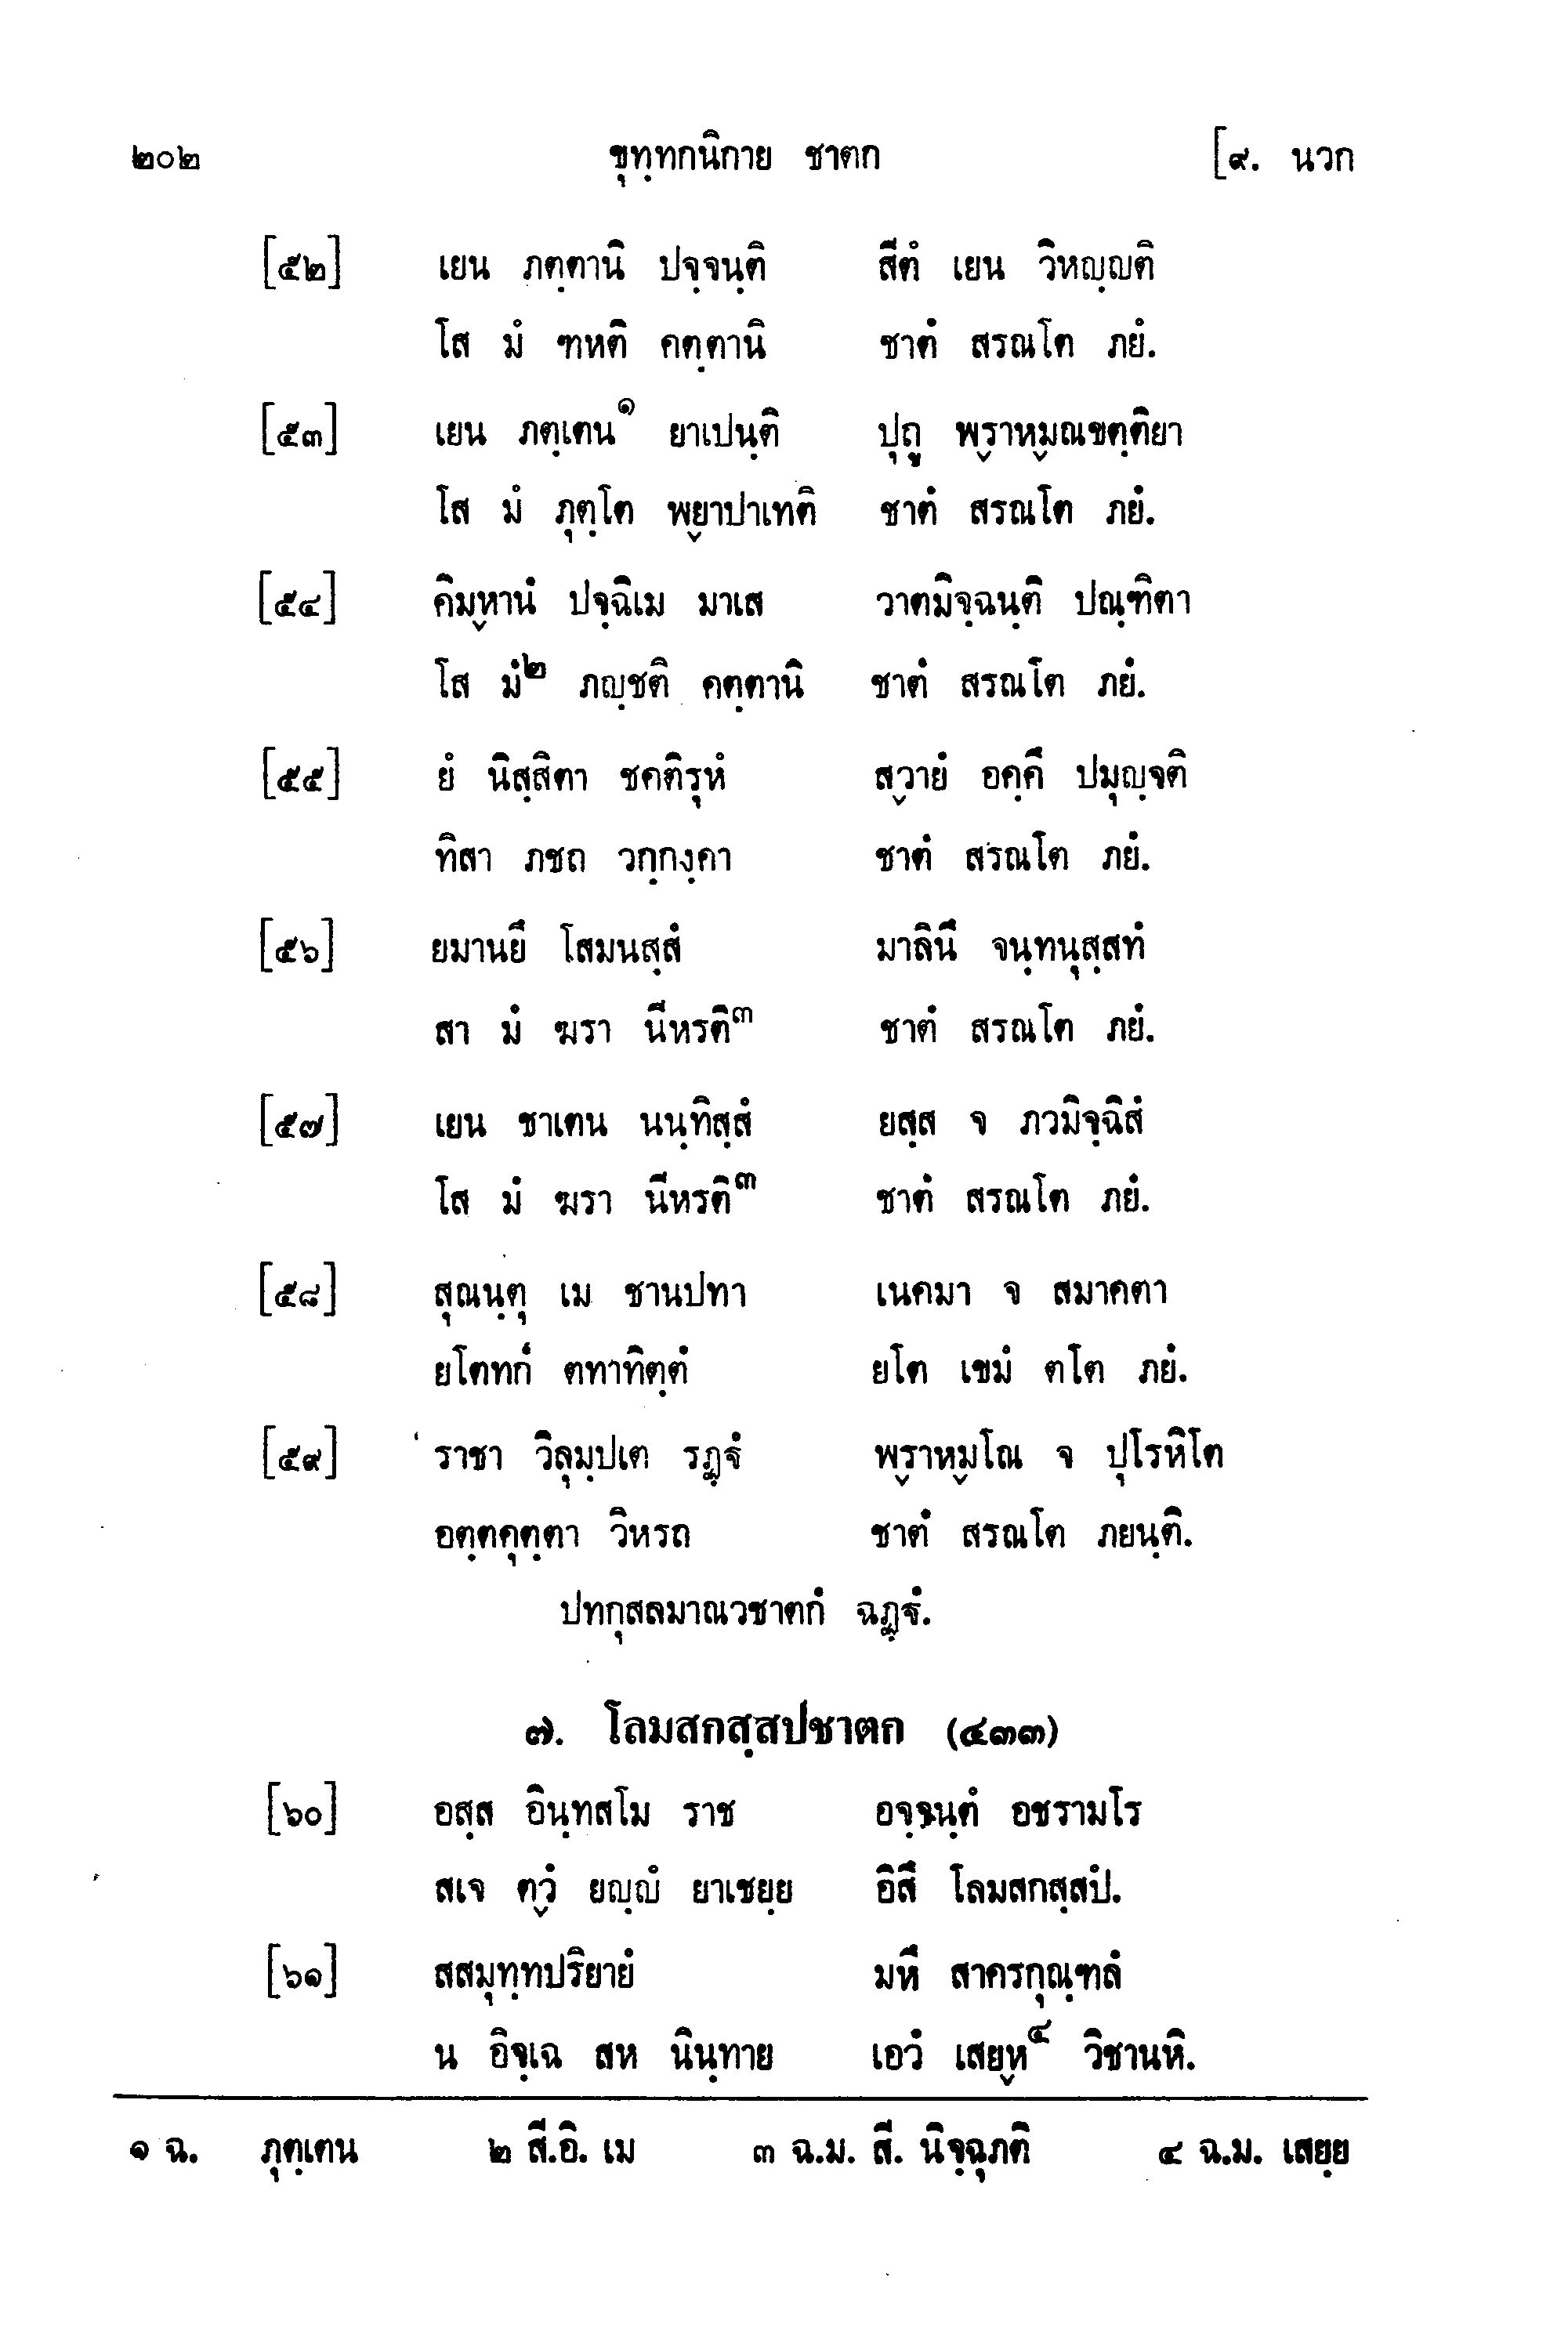 ๒๐๒ ขุทฺทกนิกาย ชาตก [๙. นวก
[๕๒] เยน ภตฺตานิ ปจฺจนฺติ สีตํ เยน วิหญฺญติ
โส มํ ฑหติ คตฺตานิ ชาตํ สรณโต ภยํ.
[๕๓] เยน ภตฺเตน๑ ยาเปนฺติ ปุถู พฺราหฺมณขตฺติยา
โส มํ ภุตฺโต พฺยาปาเทติ ชาตํ สรณโต ภยํ.
[๕๔] คิมฺหานํ ปจฺฉิเม มาเส วาตมิจฺฉนฺติ ปณฺฑิตา
โส มํ๒ ภญฺชติ คตฺตานิ ชาตํ สรณโต ภยํ.
[๕๕] ยํ นิสฺสิตา ชคติรุหํ สฺวายํ อคฺคึ ปมุญฺจติ
ทิสา ภชถ วกฺกงฺคา ชาตํ สรณโต ภยํ.
[๕๖] ยมานยึ โสมนสฺสํ มาลินึ จนฺทนุสฺสทํ
สา มํ ฆรา นีหรติ๓ ชาตํ สรณโต ภยํ.
[๕๗] เยน ชาเตน นนฺทิสฺสํ ยสฺส จ ภวมิจฺฉิสํ
โส มํ ฆรา นีหรติ๓ ชาตํ สรณโต ภยํ.
[๕๘] สุณนฺตุ เม ชานปทา เนคมา จ สมาคตา
ยโตทกํ ตทาทิตฺตํ ยโต เขมํ ตโต ภยํ.
[๕๙] ราชา วิลุมฺปเต รฏฺฐํ พฺราหฺมโณ จ ปุโรหิโต
อตฺตคุตฺตา วิหรถ ชาตํ สรณโต ภยนฺติ.
ปทกุสลมาณวชาตกํ ฉฏฺฐํ.
๗. โลมสกสฺสปชาตก (๔๓๓)
[๖๐] อสฺส อินฺทสโม ราช อจฺจนฺตํ อชรามโร
สเจ ตฺวํ ยญฺญํ ยาเชยฺย อิสึ โลมสกสฺสปํ.
[๖๑] สสมุทฺทปริยายํ มหึ สาครกุณฺฑลํ
น อิจฺเฉ สห นินฺทาย เอวํ เสยฺห๔ วิชานหิ.
๑ ฉ. ภุตฺเตน ๒ สี.อิ. เม ๓ ฉ.ม. สี. นิจฺฉุภติ ๔ ฉ.ม. เสยฺย